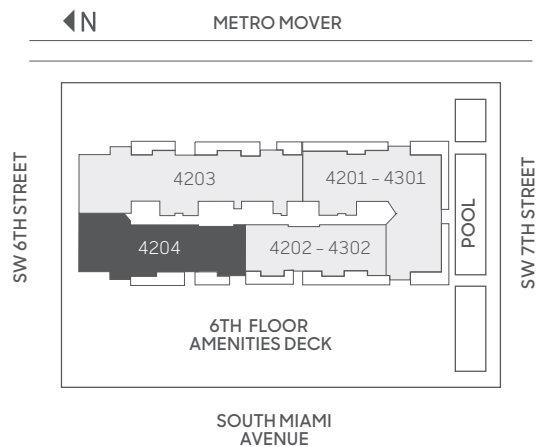 N
METRO MOVER
SW 6TH STREET
4203
4201 - 4301
4204
4202 - 4302
POOL
SW 7TH STREET
6TH FLOOR
AMENITIES DECK
SOUTH MIAMI
AVENUE